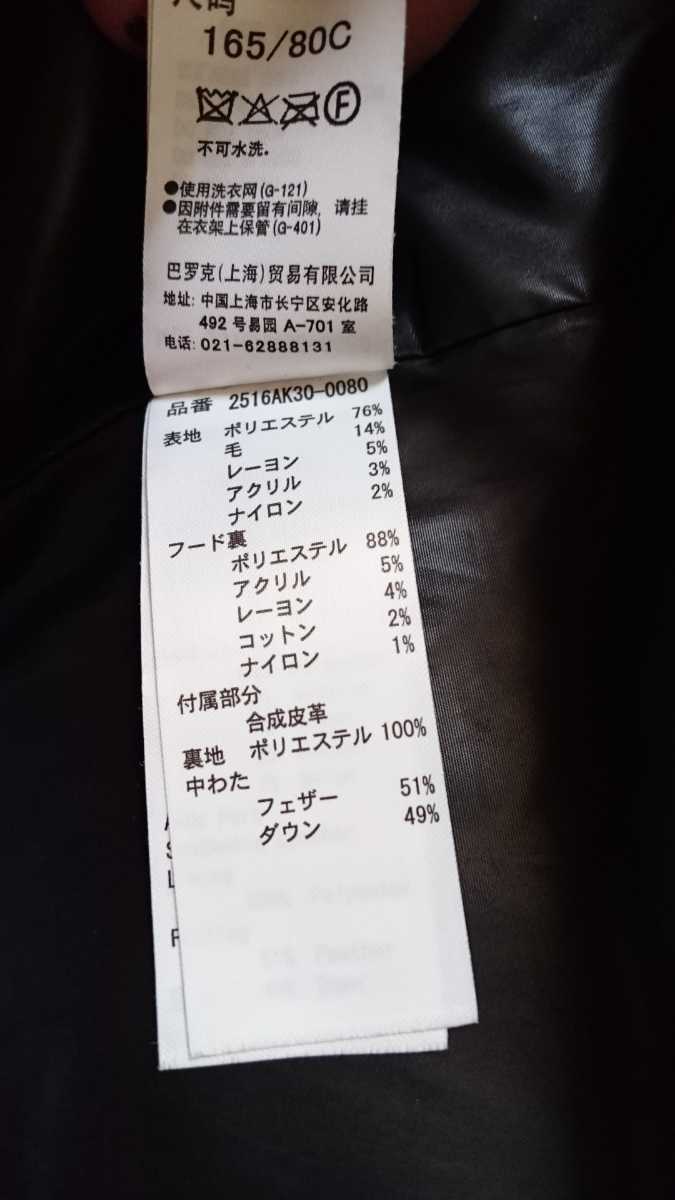 尺码
165/80C
F
不可水洗.
●使用洗衣网(G-121)
●因附件需要留有间隙, 请挂
在衣架上保管(G-401)
巴罗克(上海)贸易有限公司
地址: 中国上海市长宁区安化路
492 号易园 A-701 室
电话: 021-62888131
品番 2516AK30-0080
表地 ポリエステル 76%
毛 14%
レーヨン 5%
アクリル 3%
ナイロン 2%
フード裏
ポリエステル 88%
アクリル 5%
レーヨン 4%
コットン 2%
ナイロン 1%
付属部分
合成皮革
裏地 ポリエステル 100%
中わた
フェザー 51%
ダウン 49%